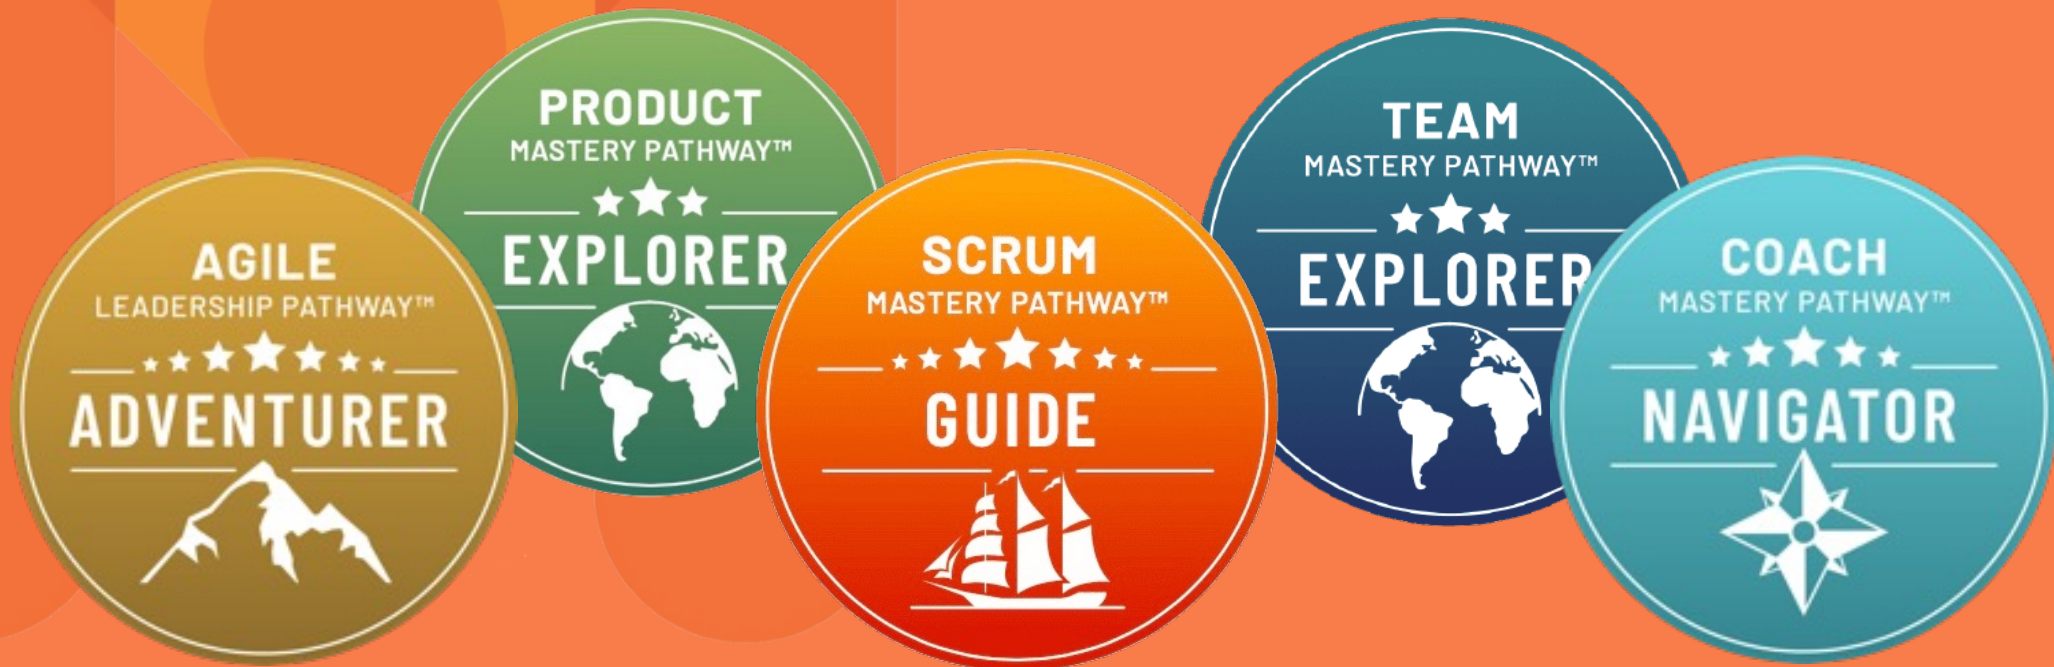 AGILE
LEADERSHIP PATHWAY™
ADVENTURER
PRODUCT
MASTERY PATHWAY™
EXPLORER
SCRUM
MASTERY PATHWAY™
GUIDE
TEAM
MASTERY PATHWAY™
EXPLORER
COACH
MASTERY PATHWAY™
NAVIGATOR